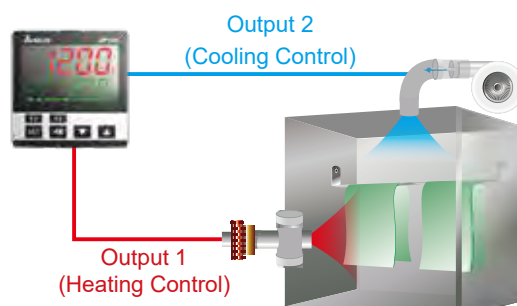 Output 2
(Cooling Control)
1200
Output 1
(Heating Control)